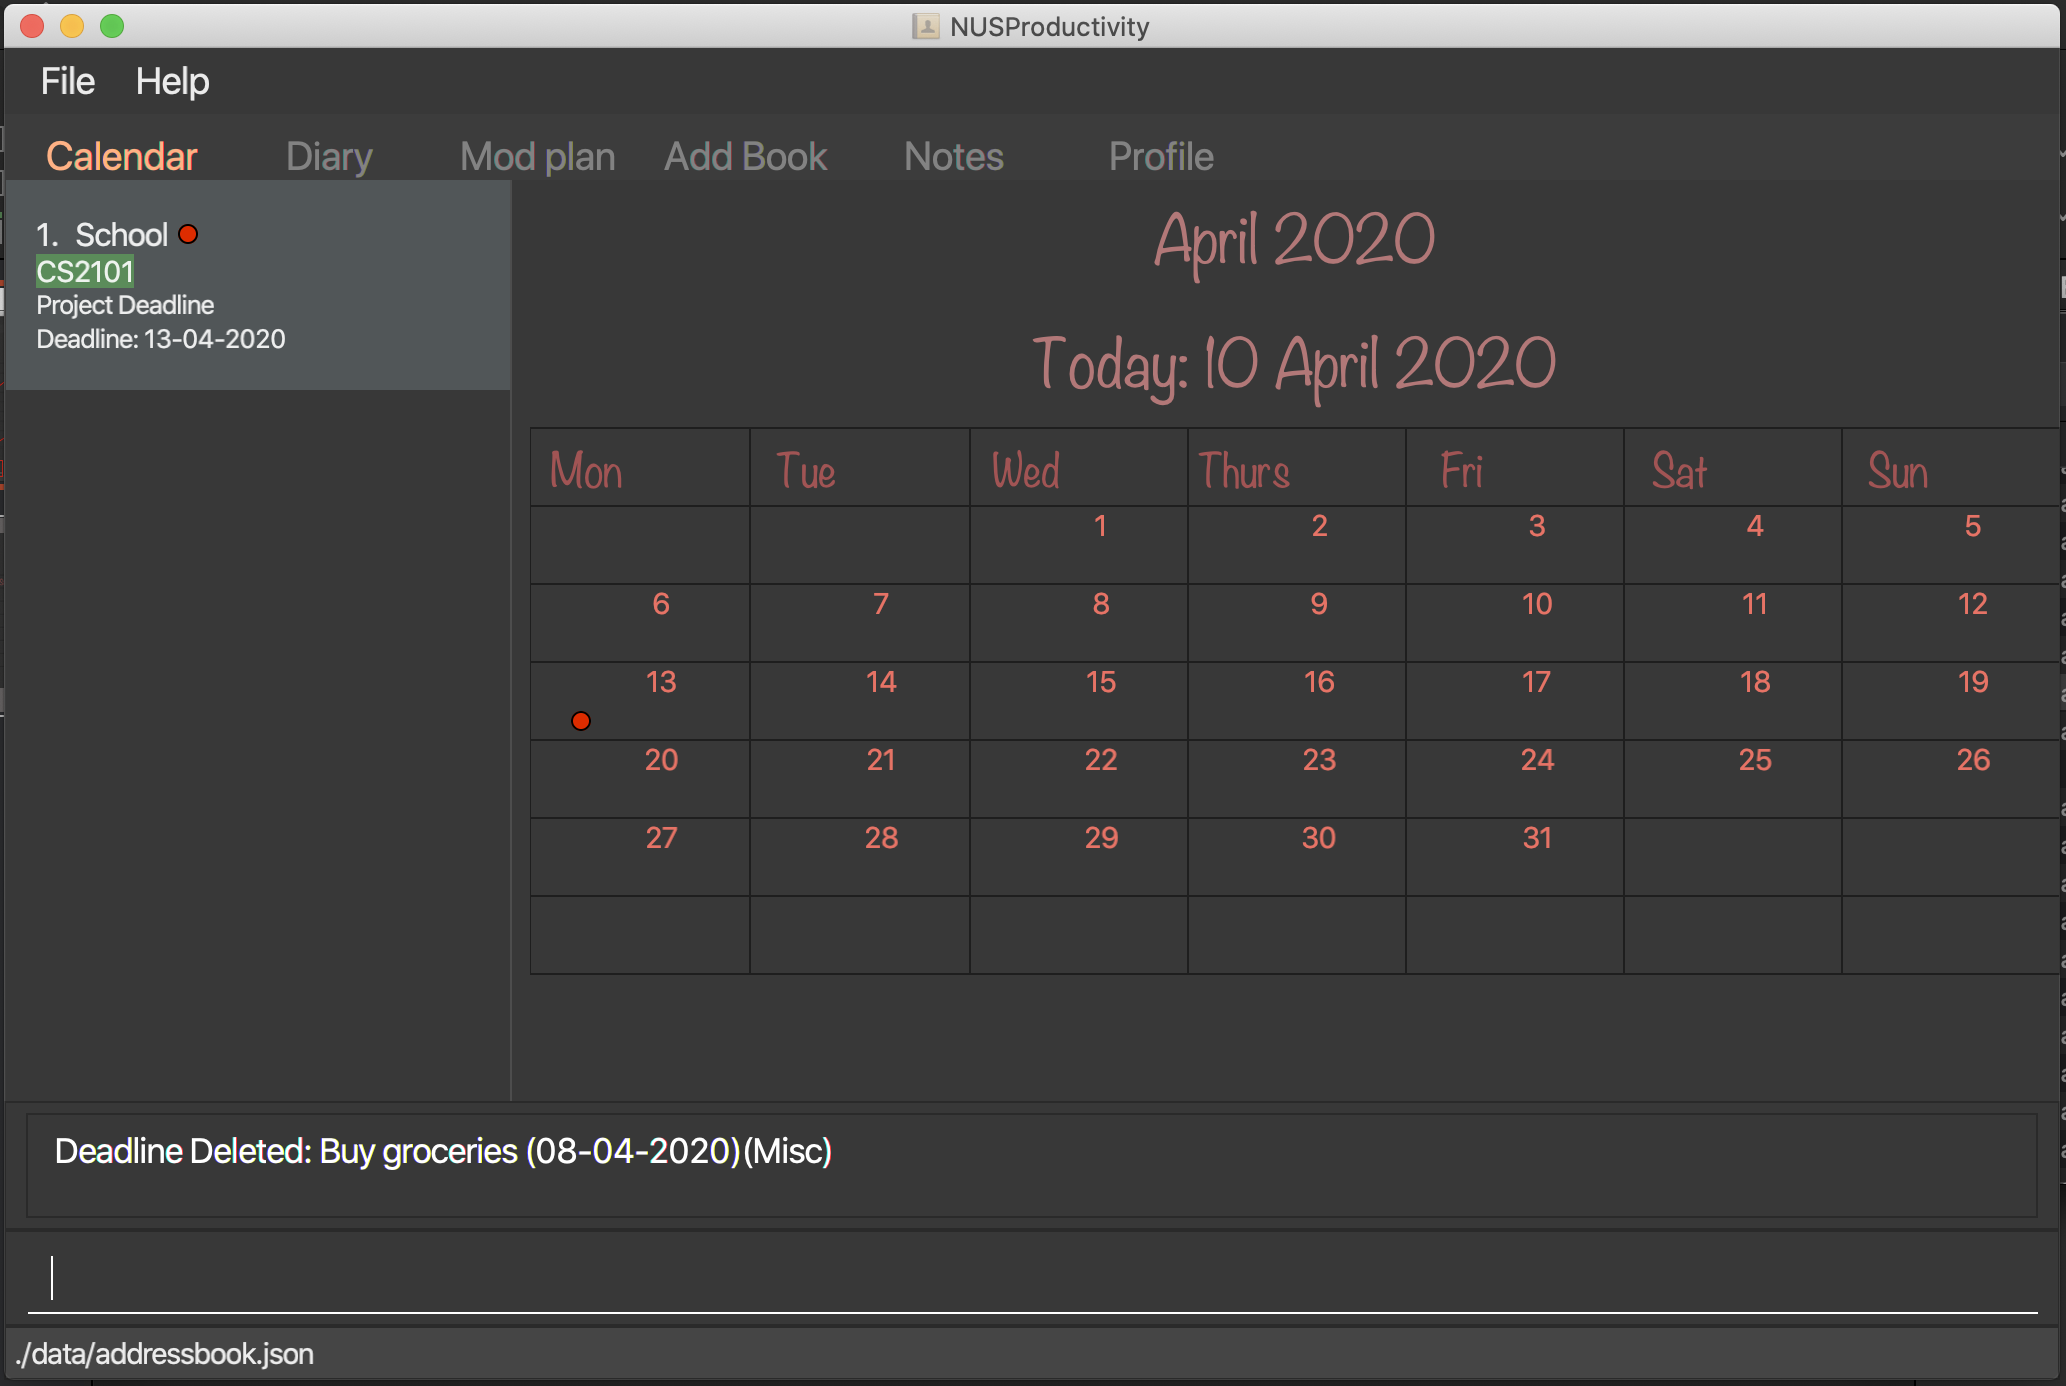 NUSProductivity
File Help
Calendar Diary Mod plan Add Book Notes Profile
1. School
CS2101
Project Deadline
Deadline: 13-04-2020
April 2020
Today: 10 April 2020
Mon Tue Wed Thurs Fri Sat Sun
1 2 3 4 5
6 7 8 9 10 11 12
13 14 15 16 17 18 19
20 21 22 23 24 25 26
27 28 29 30 31
Deadline Deleted: Buy groceries (08-04-2020)(Misc)
./data/addressbook.json